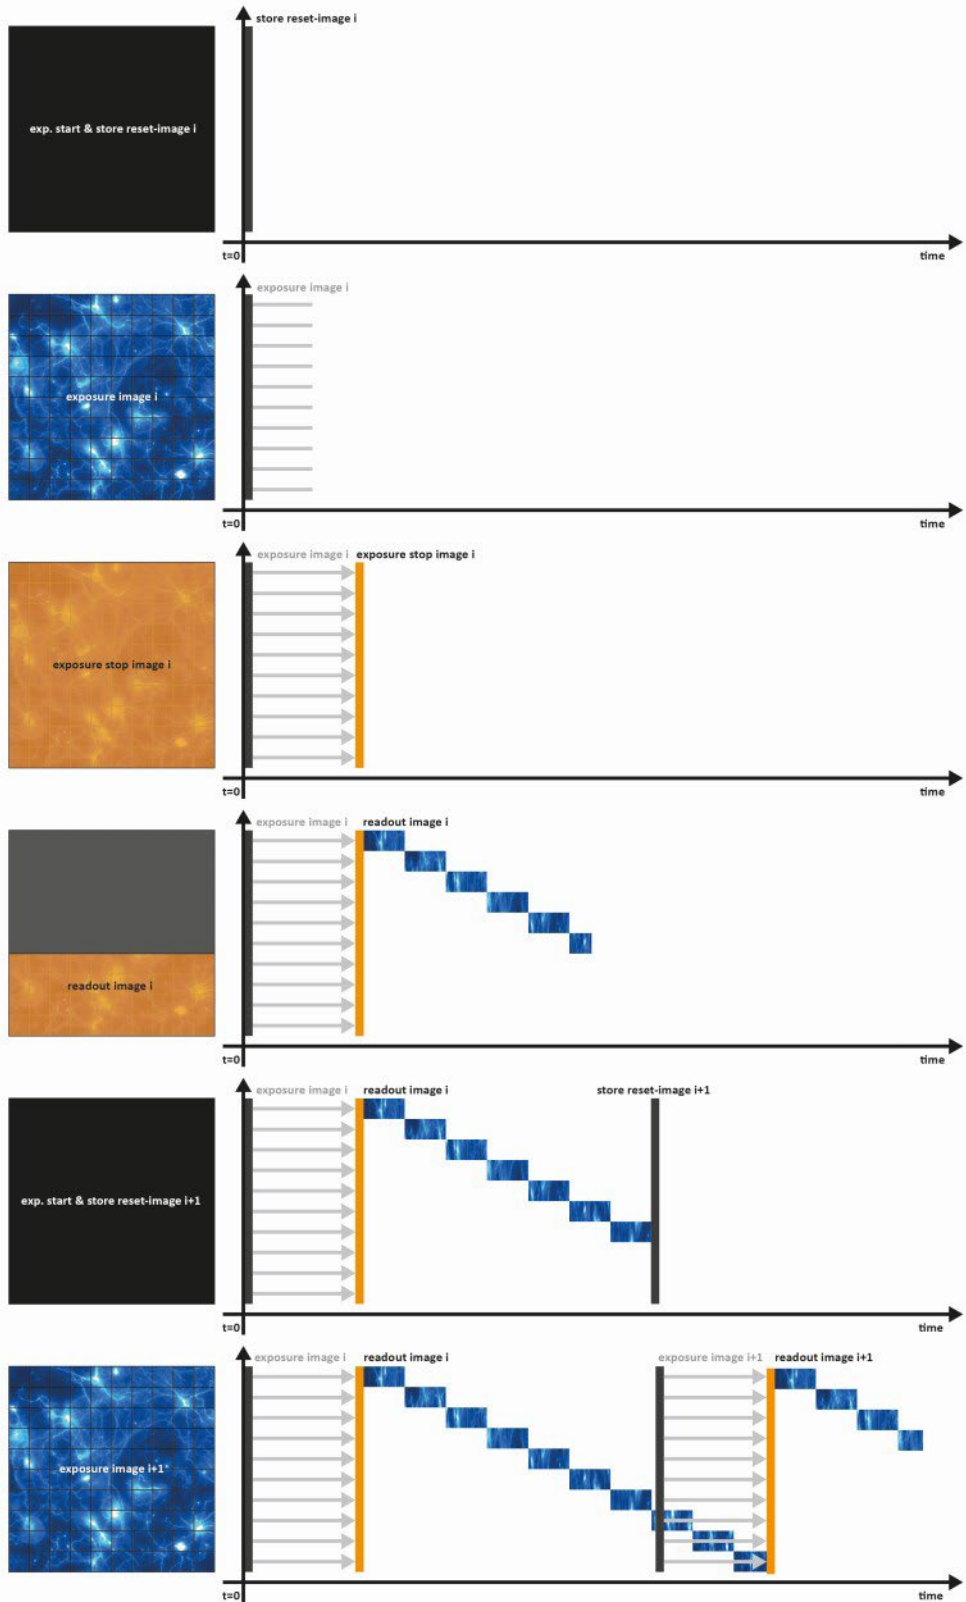 store reset-image i
exp. start & store reset-image i
t=0
time
exposure image i
exposure image i
t=0
time
exposure image i
exposure stop image i
exposure stop image i
t=0
time
exposure image i
readout image i
readout image i
t=0
time
exposure image i
readout image i
store reset-image i+1
exp. start & store reset-image i+1
t=0
time
exposure image i
readout image i
exposure image i+1
readout image i+1
exposure image i+1
t=0
time